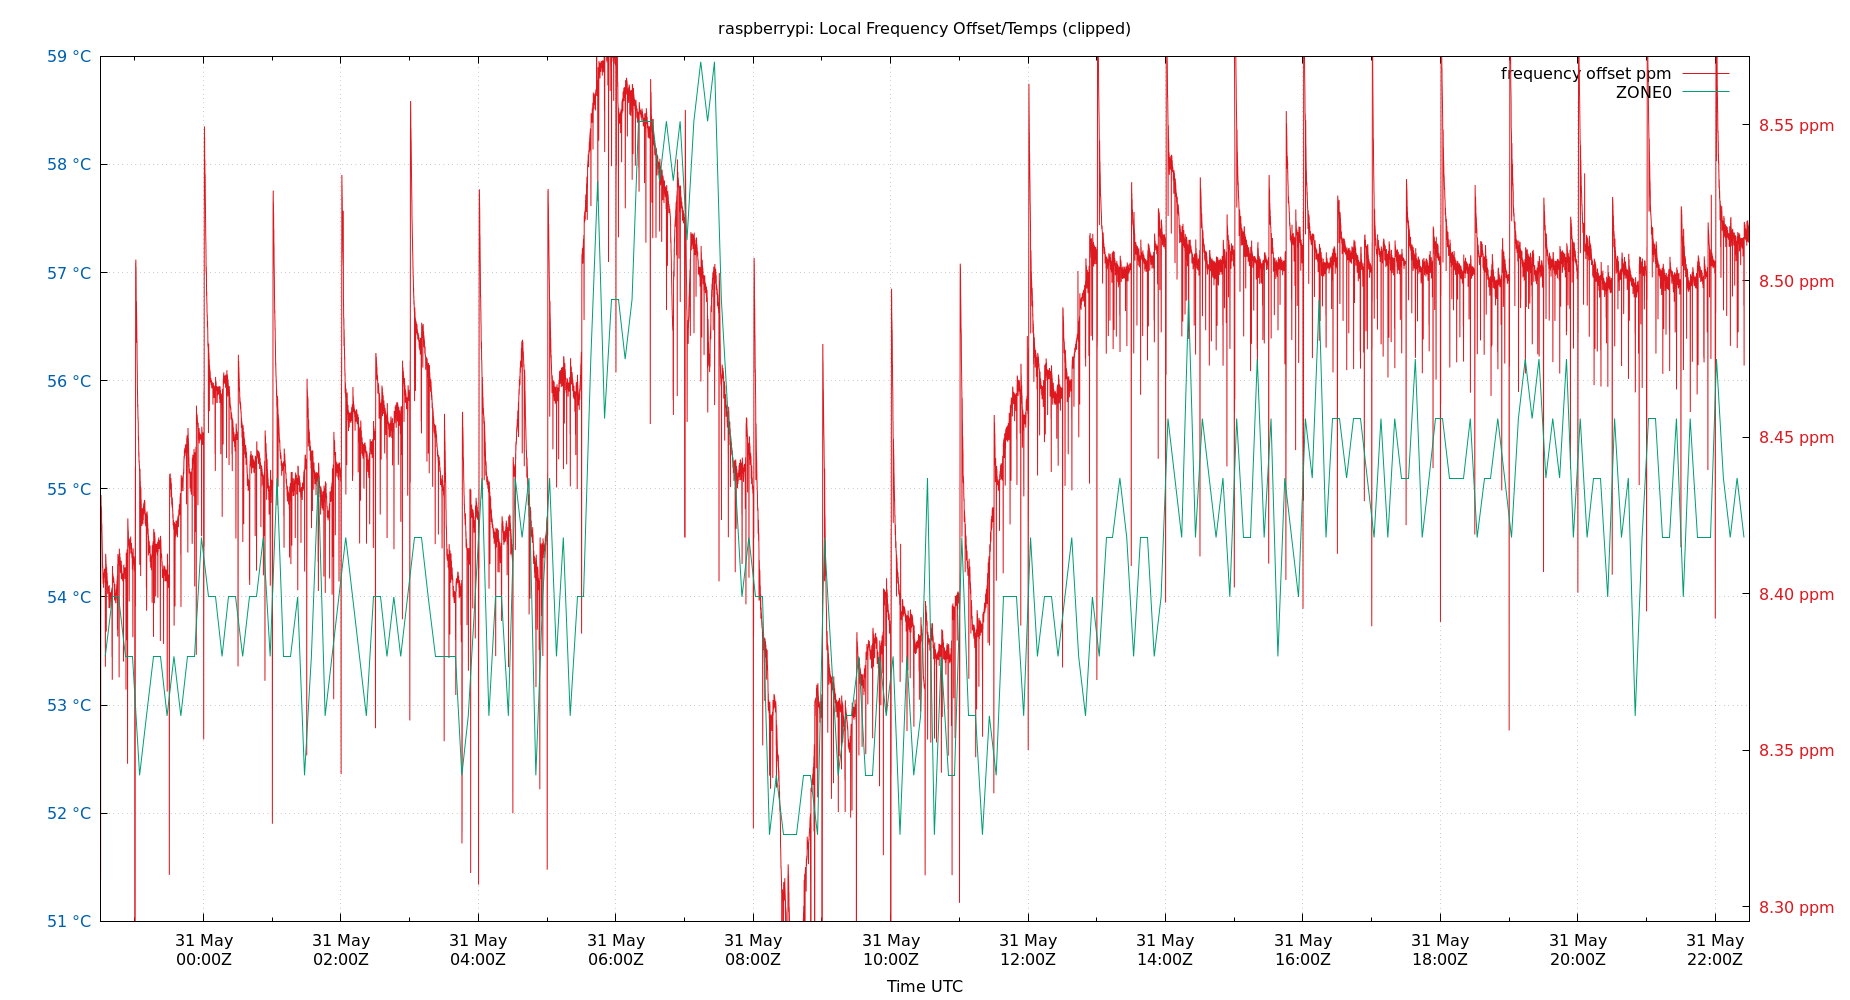 raspberrypi: Local Frequency Offset/Temps (clipped)
59 °C
58 °C
57 °C
56 °C
55 °C
54 °C
53 °C
52 °C
51 °C
frequency offset ppm
ZONE0
8.55 ppm
8.50 ppm
8.45 ppm
8.40 ppm
8.35 ppm
8.30 ppm
31 May 31 May 31 May 31 May 31 May 31 May 31 May 31 May 31 May 31 May 31 May 31 May
00:00Z 02:00Z 04:00Z 06:00Z 08:00Z 10:00Z 12:00Z 14:00Z 16:00Z 18:00Z 20:00Z 22:00Z
Time UTC